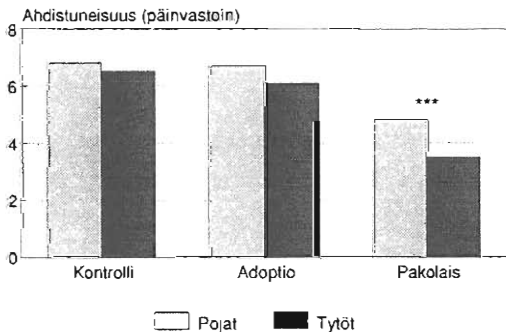 Ahdistuneisuus (päinvastoin)
8
6
4
2
0
***
Kontrolli Adoptio Pakolais
Pojat Tytöt